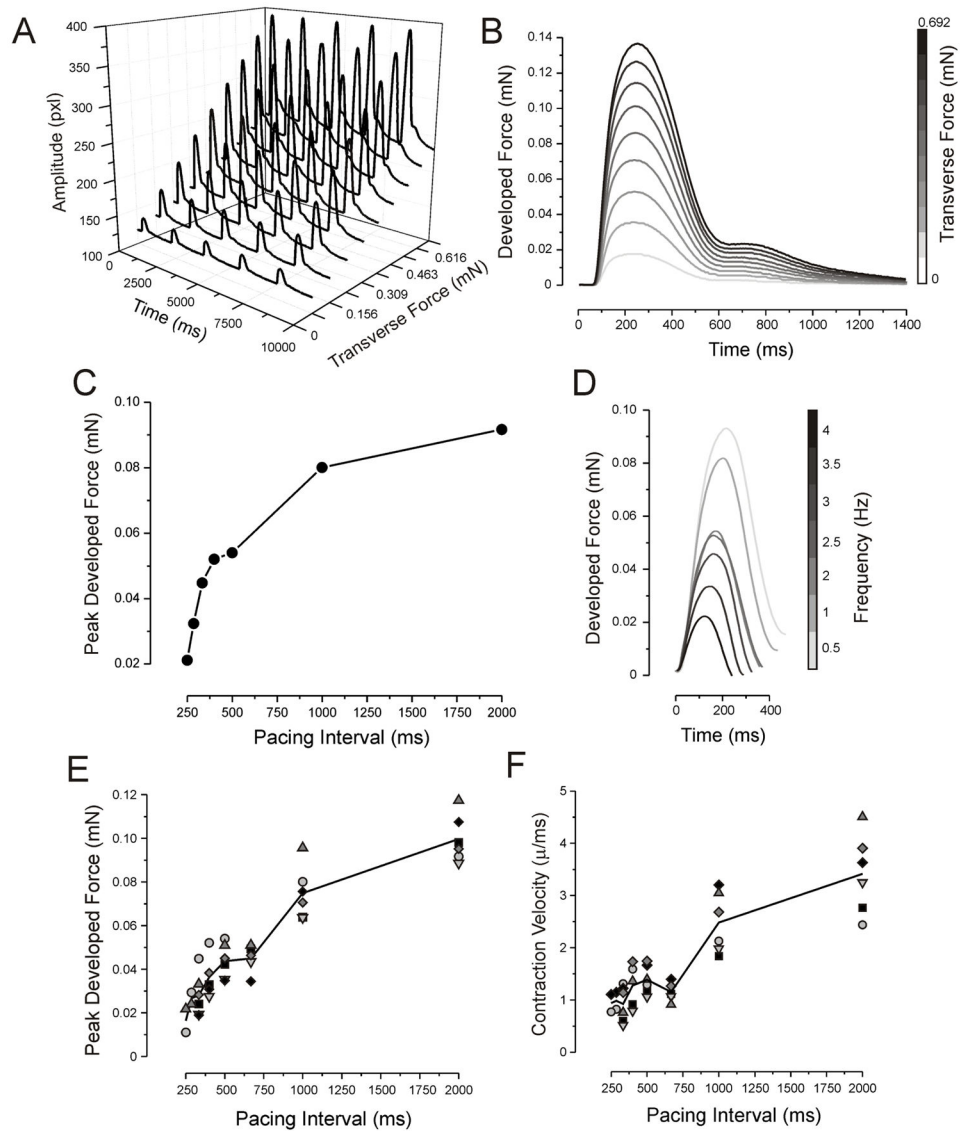 A
400
350
300
250
200
150
100
Amplitude (pxl)
0
2500
5000
7500
10000
Time (ms)
0
0.156
0.309
0.463
0.616
Transverse Force (mN)
B
0.14
0.12
0.10
0.08
0.06
0.04
0.02
0
Developed Force (mN)
0 200 400 600 800 1000 1200 1400
Time (ms)
0.692
0
Transverse Force (mN)
C
0.10
0.08
0.06
0.04
0.02
Peak Developed Force (mN)
250 500 750 1000 1250 1500 1750 2000
Pacing Interval (ms)
D
0.10
0.08
0.06
0.04
0.02
0
Developed Force (mN)
0 200 400
Time (ms)
4
3.5
3
2.5
2
1
0.5
Frequency (Hz)
E
0.12
0.10
0.08
0.06
0.04
0.02
0
Peak Developed Force (mN)
250 500 750 1000 1250 1500 1750 2000
Pacing Interval (ms)
F
5
4
3
2
1
0
Contraction Velocity (μ/ms)
250 500 750 1000 1250 1500 1750 2000
Pacing Interval (ms)